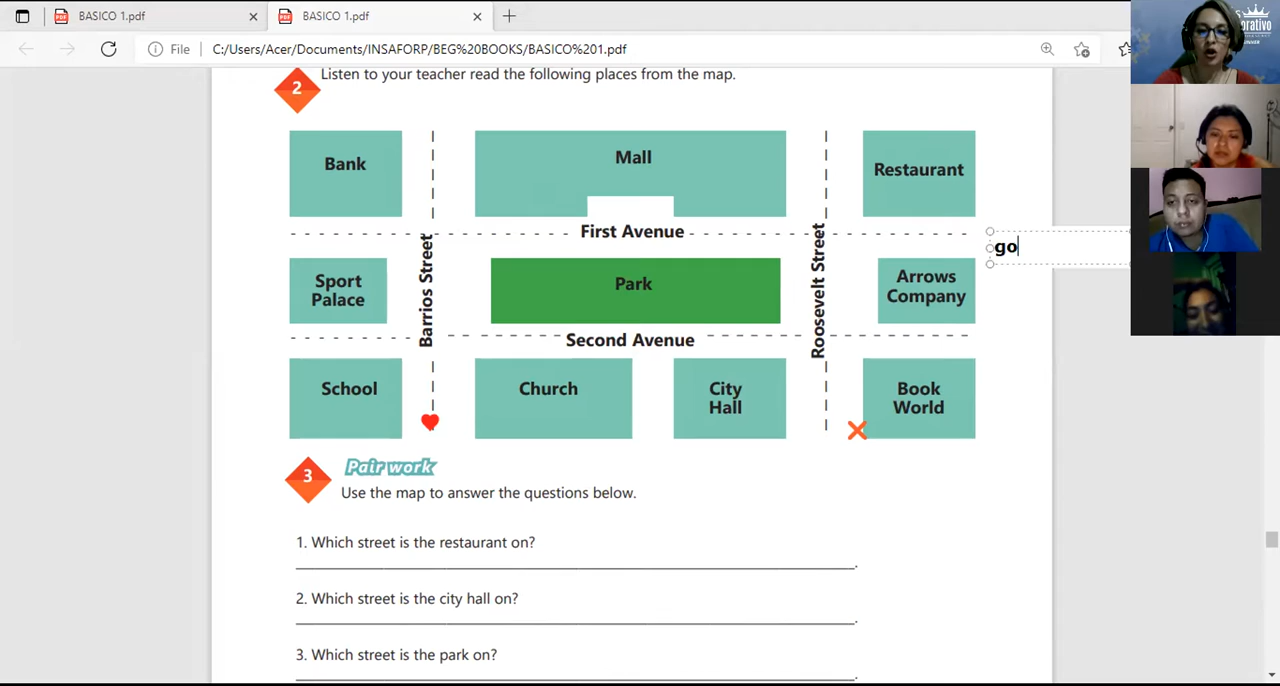 BASICO 1.pdf
BASICO 1.pdf
File
C:/Users/Acer/Documents/INSAFORP/BEG%20BOOKS/BASICO%201.pdf
2
Listen to your teacher read the following places from the map.
Bank
Mall
Restaurant
First Avenue
go
Barrios Street
Roosevelt Street
Sport
Palace
Park
Arrows
Company
Second Avenue
School
Church
City
Hall
Book
World
3
Pair work
Use the map to answer the questions below.
1. Which street is the restaurant on?
2. Which street is the city hall on?
3. Which street is the park on?